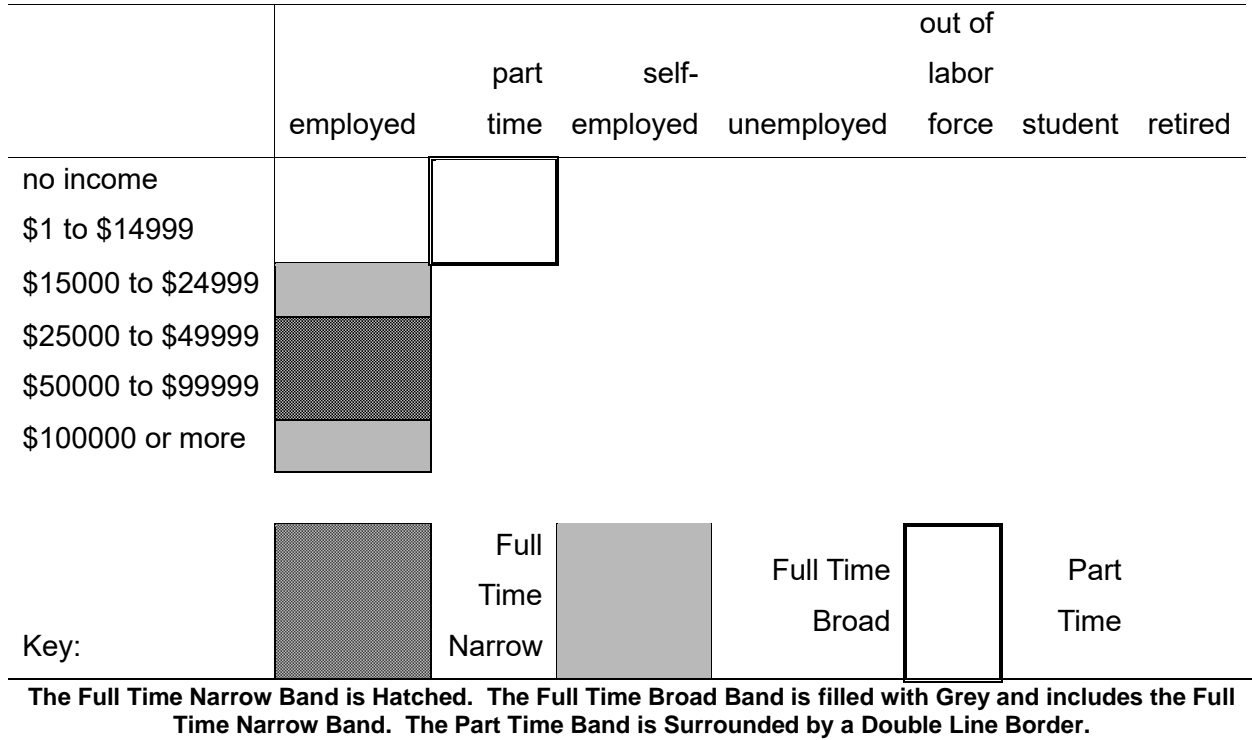 out of
part self- labor
employed time employed unemployed force student retired
no income
$1 to $14999
$15000 to $24999
$25000 to $49999
$50000 to $99999
$100000 or more
Full
Full Time Part
Time
Broad Time
Key: Narrow
The Full Time Narrow Band is Hatched. The Full Time Broad Band is filled with Grey and includes the Full
Time Narrow Band. The Part Time Band is Surrounded by a Double Line Border.